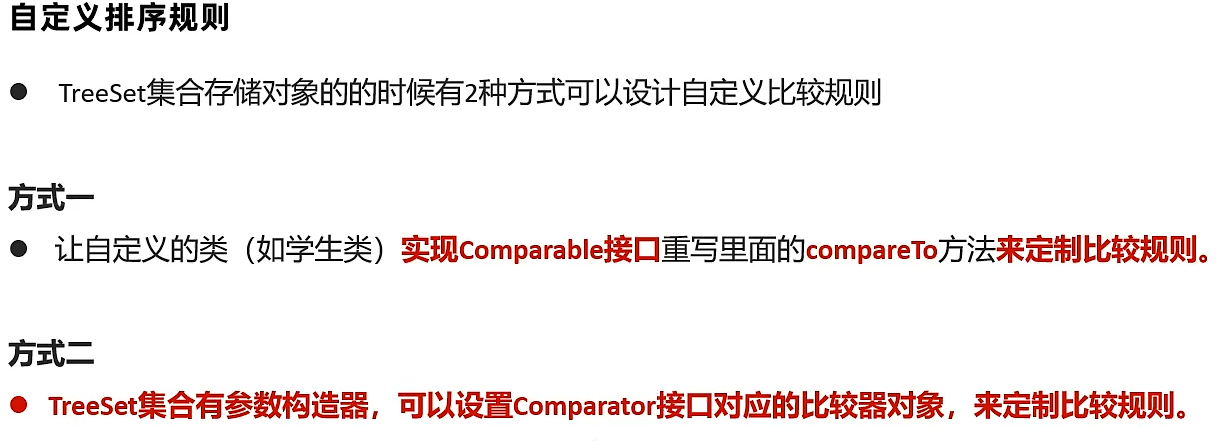 自定义排序规则
● TreeSet集合存储对象的的时候有2种方式可以设计自定义比较规则
方式一
● 让自定义的类（如学生类）实现Comparable接口重写里面的compareTo方法来定制比较规则。
方式二
● TreeSet集合有参数构造器，可以设置Comparator接口对应的比较器对象，来定制比较规则。